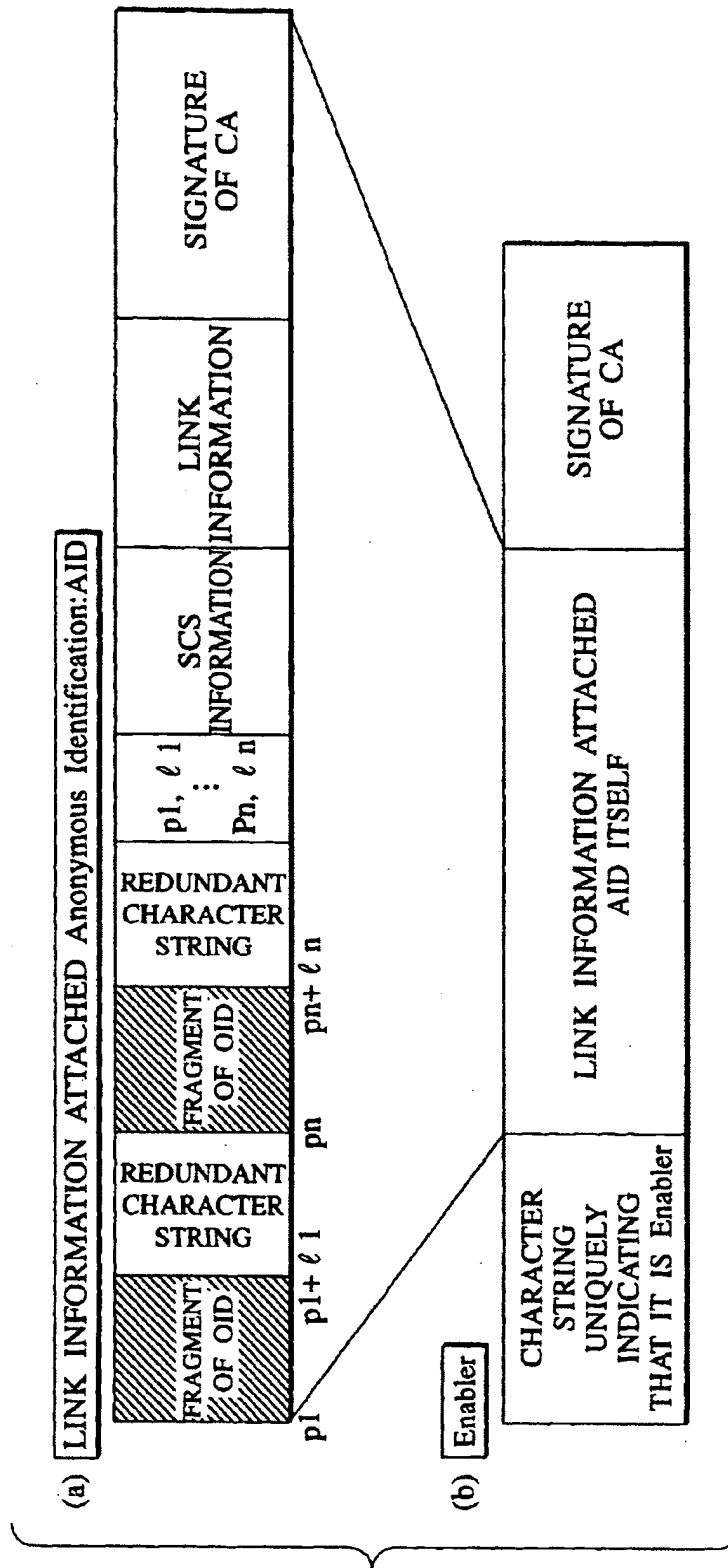 (a) LINK INFORMATION ATTACHED Anonymous Identification:AID
FRAGMENT
OF OID
REDUNDANT
CHARACTER
STRING
FRAGMENT
OF OID
REDUNDANT
CHARACTER
STRING
p1, ℓ 1
⋮
Pn, ℓ n
SCS
INFORMATION
LINK
INFORMATION
SIGNATURE
OF CA
p1
p1+ ℓ 1
pn
pn+ ℓ n
(b) Enabler
CHARACTER
STRING
UNIQUELY
INDICATING
THAT IT IS Enabler
LINK INFORMATION ATTACHED
AID ITSELF
SIGNATURE
OF CA